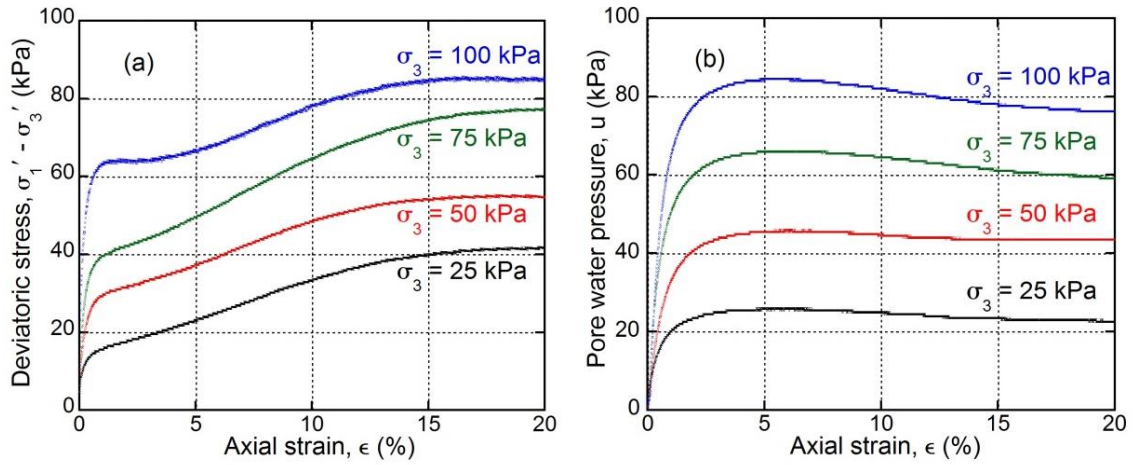 (a)
Deviatoric stress, σ₁′ - σ₃′ (kPa)
100
80
60
40
20
0
σ₃ = 100 kPa
σ₃ = 75 kPa
σ₃ = 50 kPa
σ₃ = 25 kPa
0 5 10 15 20
Axial strain, ϵ (%)
(b)
Pore water pressure, u (kPa)
100
80
60
40
20
0
σ₃ = 100 kPa
σ₃ = 75 kPa
σ₃ = 50 kPa
σ₃ = 25 kPa
0 5 10 15 20
Axial strain, ϵ (%)